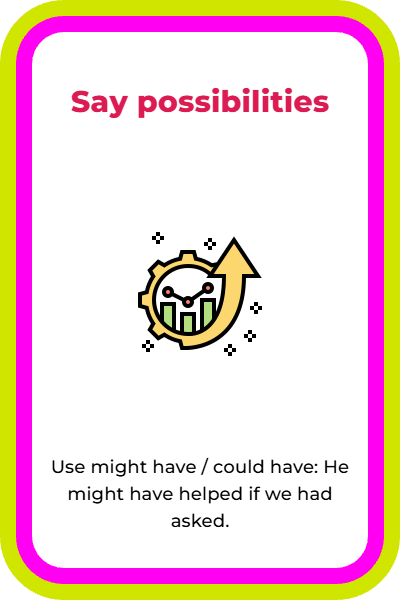 Say possibilities
Use might have / could have: He
might have helped if we had
asked.